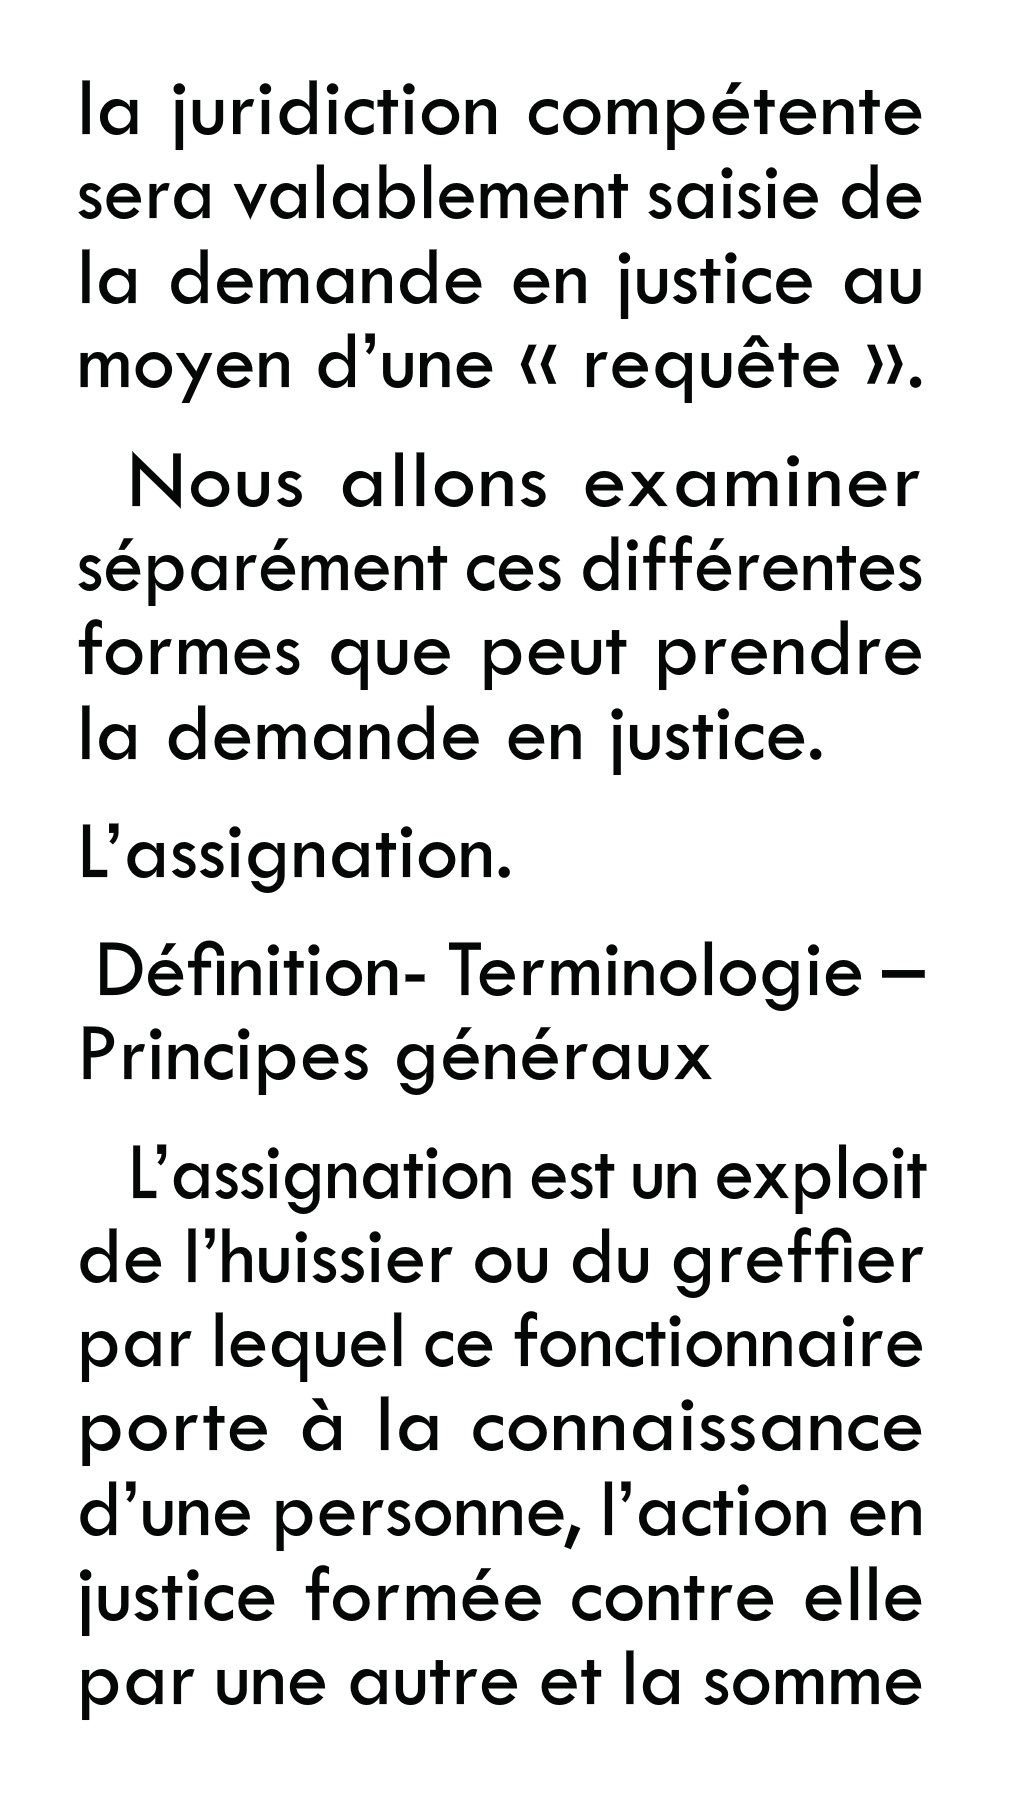 la juridiction compétente
sera valablement saisie de
la demande en justice au
moyen d’une « requête ».
Nous allons examiner
séparément ces différentes
formes que peut prendre
la demande en justice.
L’assignation.
Définition- Terminologie –
Principes généraux
L’assignation est un exploit
de l’huissier ou du greffier
par lequel ce fonctionnaire
porte à la connaissance
d’une personne, l’action en
justice formée contre elle
par une autre et la somme